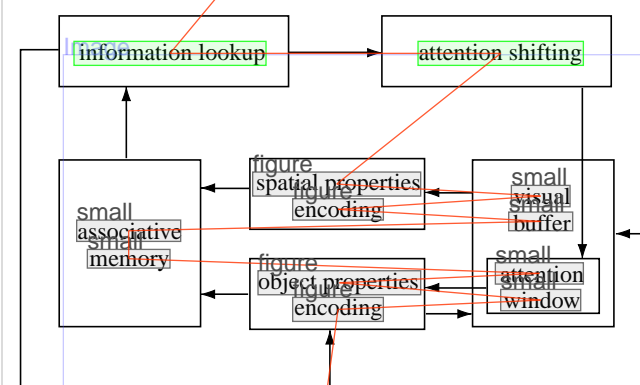 Image
information lookup
attention shifting
figure
spatial properties
figure
encoding
small
visual
small
buffer
small
associative
small
memory
figure
object properties
figure
encoding
small
attention
small
window